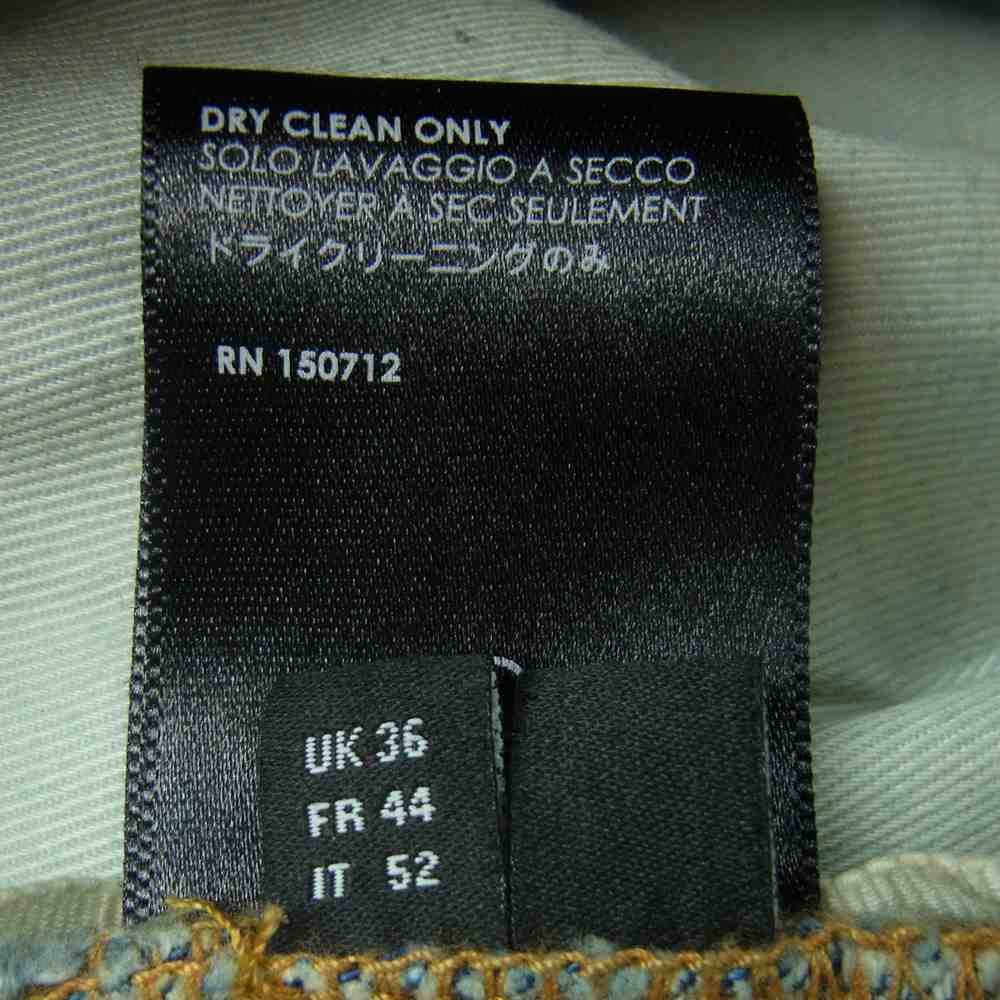 DRY CLEAN ONLY
SOLO LAVAGGIO A SECCO
NETTOYER À SEC SEULEMENT
ドライクリーニングのみ
RN 150712
UK 36
FR 44
IT 52